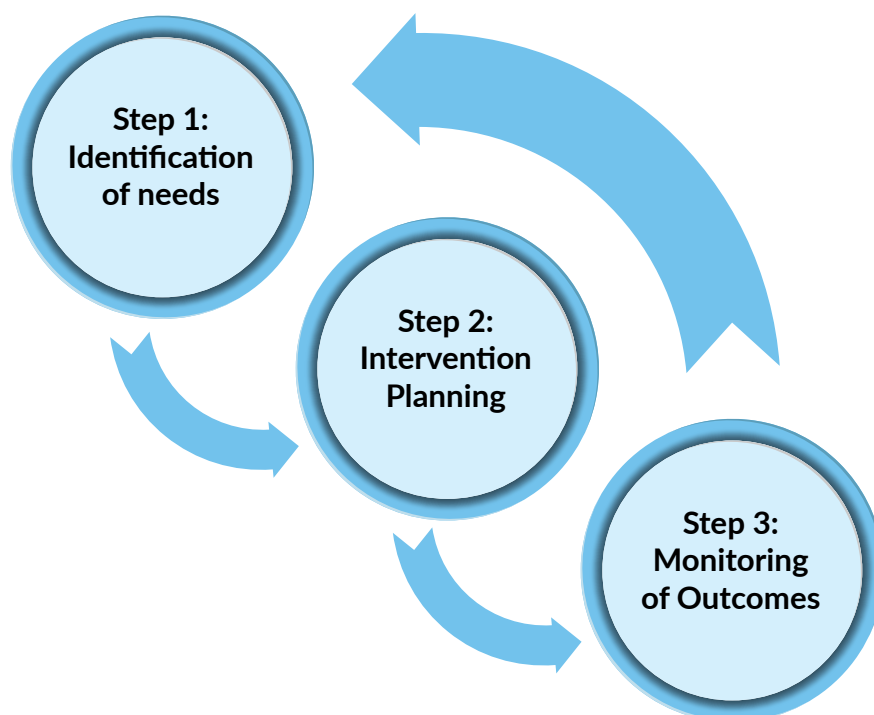 Step 1:
Identification
of needs
Step 2:
Intervention
Planning
Step 3:
Monitoring
of Outcomes